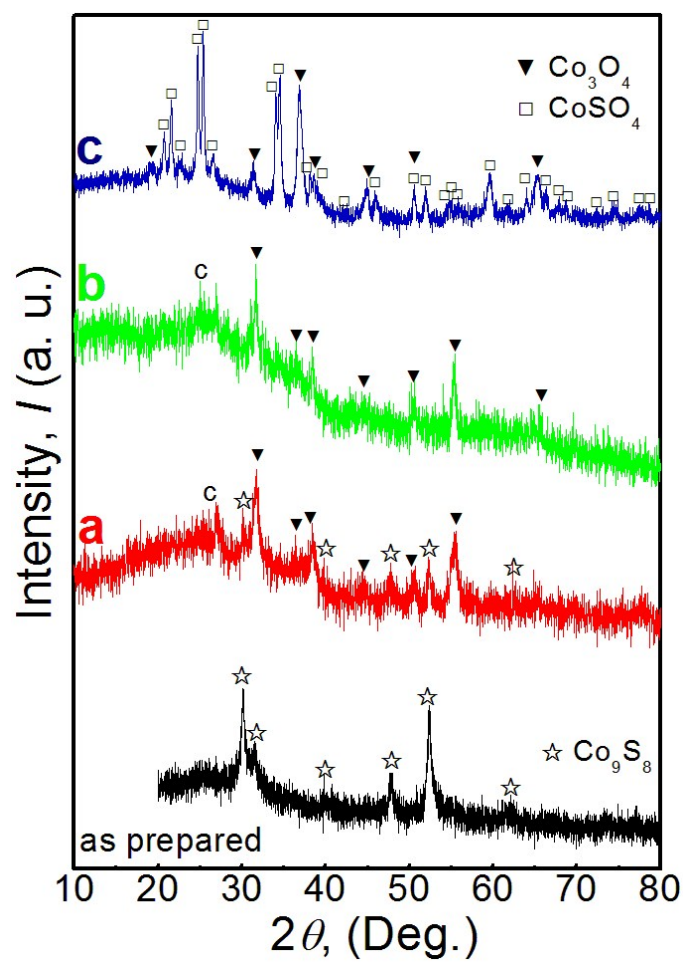 ▼ Co₃O₄
□ CoSO₄
c
b
c
a
c
☆ Co₉S₈
as prepared
10 20 30 40 50 60 70 80
2θ, (Deg.)
Intensity, I (a. u.)